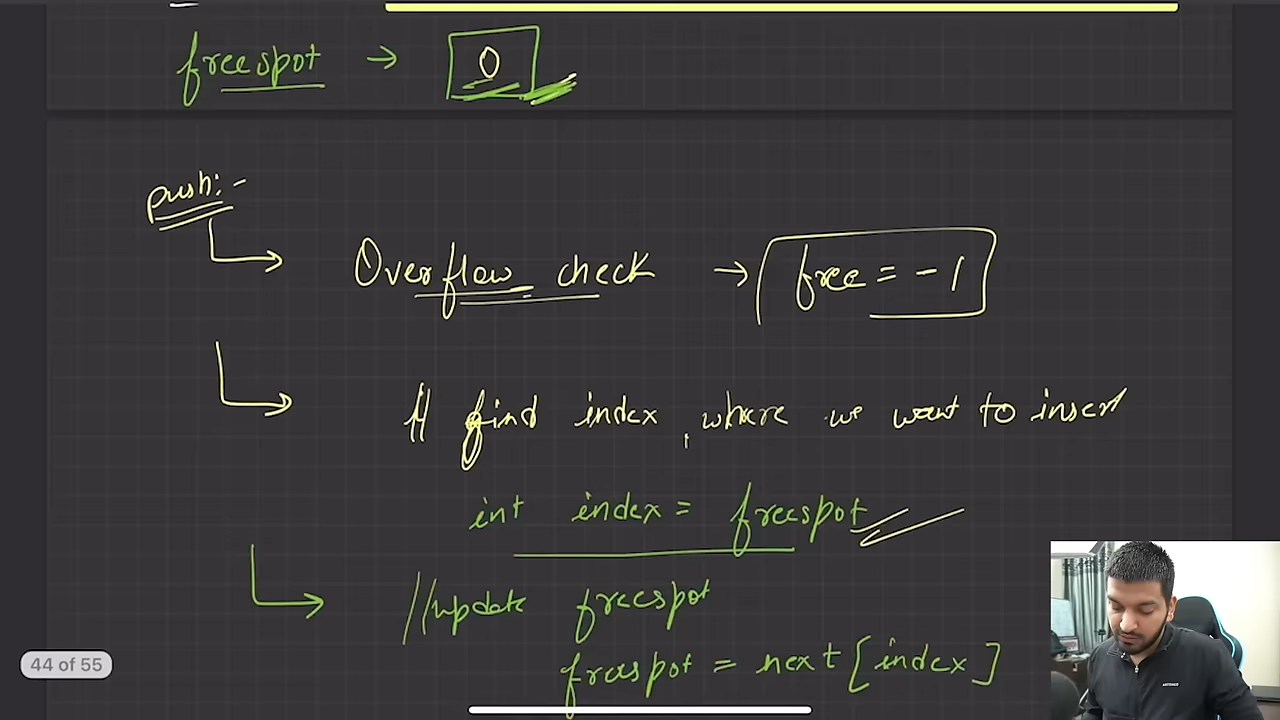 freespot → 0
push:-
Overflow check → free = -1
// find index, where we want to insert
int index = freespot
//update freespot
freespot = next[index]
44 of 55